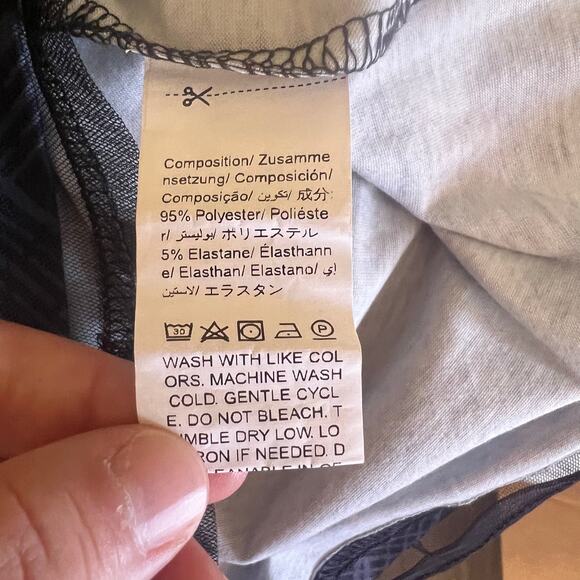 Composition/ Zusamme
nsetzung/ Composición/
Composição/ تكوين/ 成分:
95% Polyester/ Poliéste
r/ بوليستر/ ポリエステル
5% Elastane/ Élasthann
e/ Elasthan/ Elastano/ إي
لاستين/ エラスタン
30 P
WASH WITH LIKE COL
ORS. MACHINE WASH
COLD. GENTLE CYCL
E. DO NOT BLEACH. T
UMBLE DRY LOW. LO
RON IF NEEDED. D